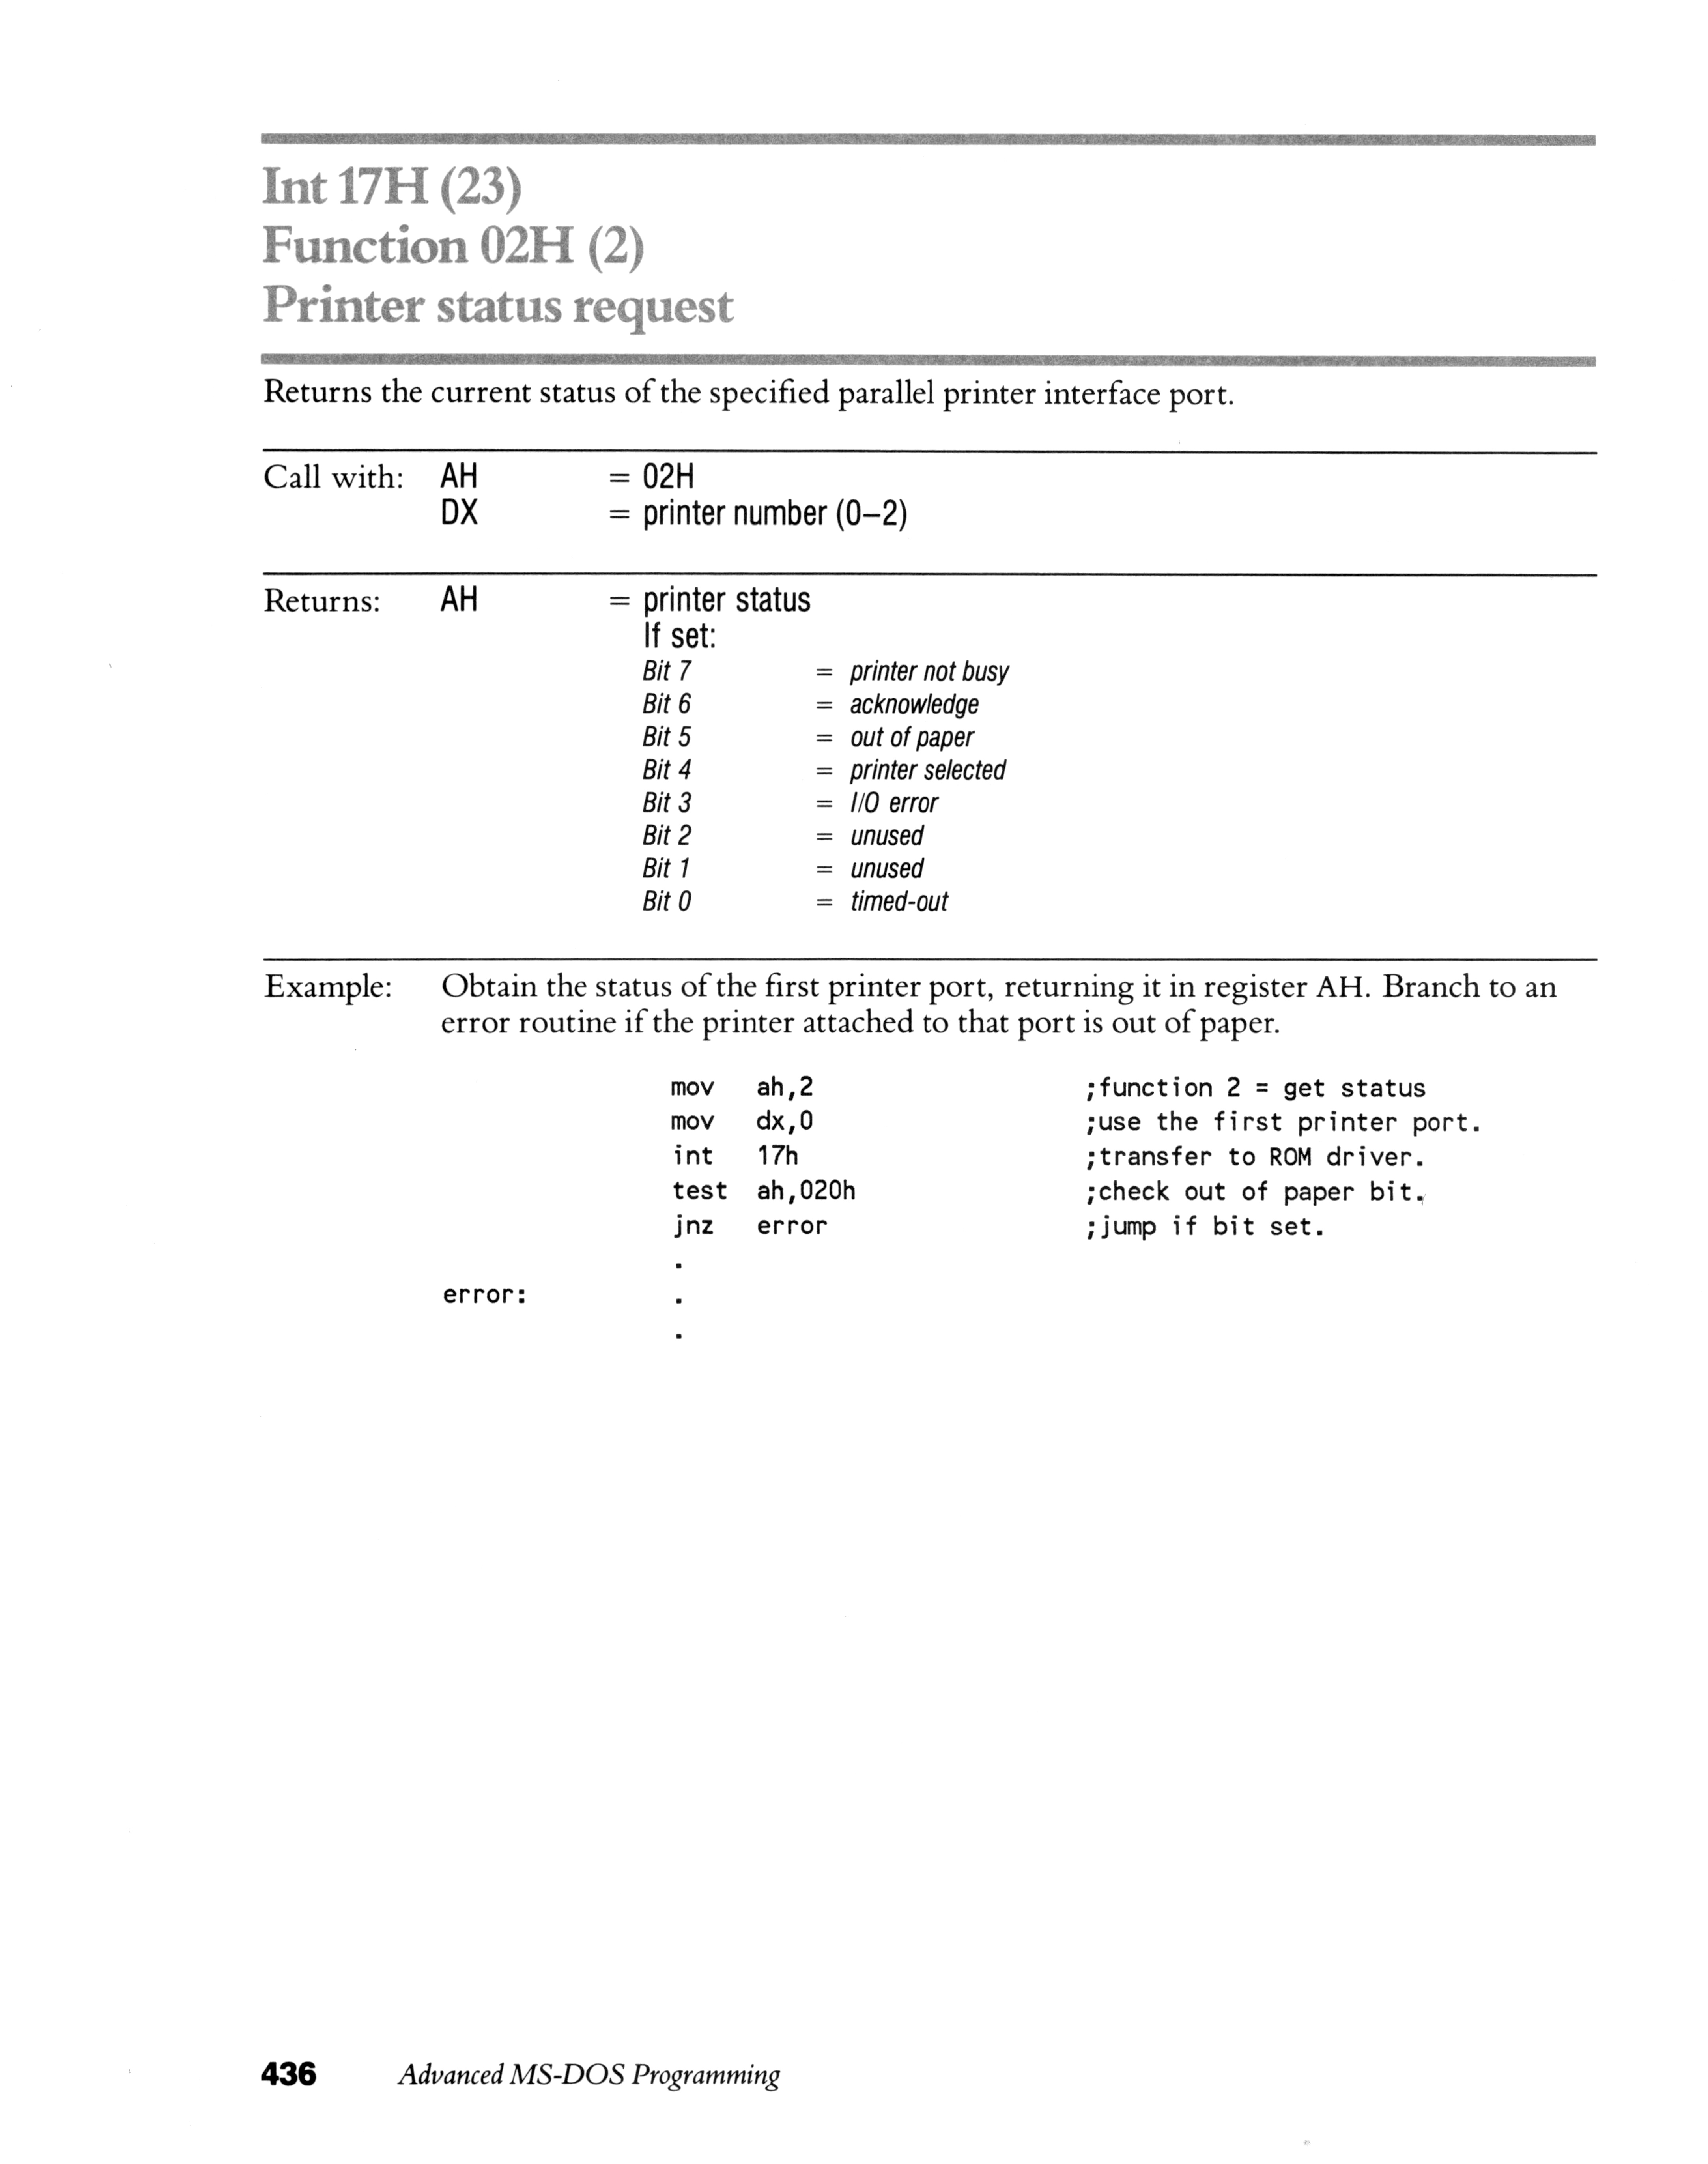 Int 17H (23)
Function 02H (2)
Printer status request
Returns the current status of the specified parallel printer interface port.
Call with: AH = 02H
DX = printer number (0–2)
Returns: AH = printer status
If set:
Bit 7 = printer not busy
Bit 6 = acknowledge
Bit 5 = out of paper
Bit 4 = printer selected
Bit 3 = I/O error
Bit 2 = unused
Bit 1 = unused
Bit 0 = timed-out
Example: Obtain the status of the first printer port, returning it in register AH. Branch to an
error routine if the printer attached to that port is out of paper.
mov ah,2 ;function 2 = get status
mov dx,0 ;use the first printer port.
int 17h ;transfer to ROM driver.
test ah,020h ;check out of paper bit.
jnz error ;jump if bit set.
.
error: .
.
436 Advanced MS-DOS Programming